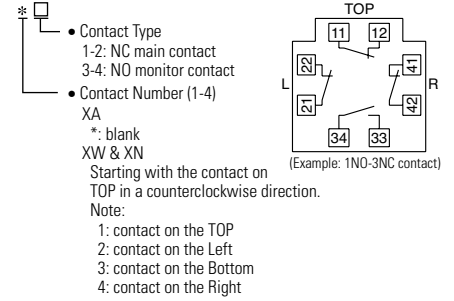 * □
• Contact Type
1-2: NC main contact
3-4: NO monitor contact
• Contact Number (1-4)
XA
*: blank
XW & XN
Starting with the contact on
TOP in a counterclockwise direction.
Note:
1: contact on the TOP
2: contact on the Left
3: contact on the Bottom
4: contact on the Right
TOP
11 12
22 41
L R
21 42
34 33
(Example: 1NO-3NC contact)